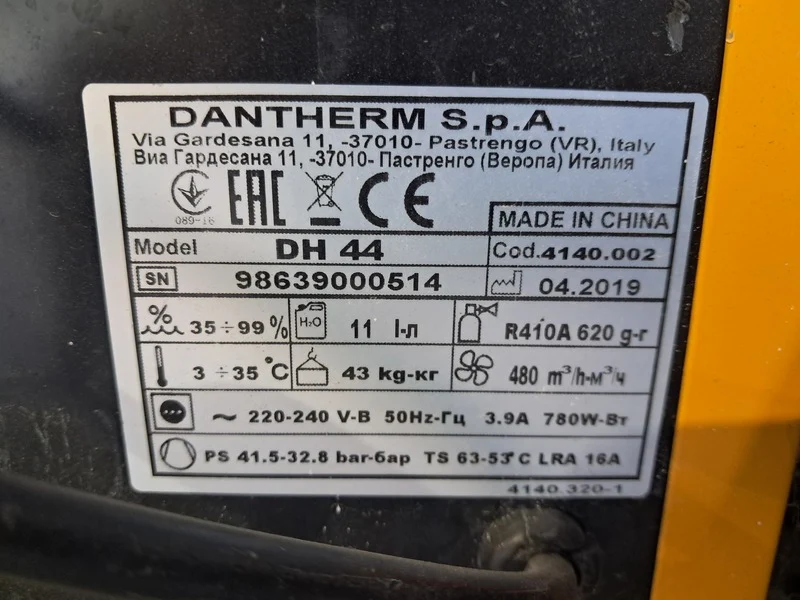 DANTHERM S.p.A.
Via Gardesana 11, -37010- Pastrengo (VR), Italy
Виа Гардесана 11, -37010- Пастренго (Веропа) Италия
089-16
EAC CE
MADE IN CHINA
Model DH 44 Cod.4140.002
SN 98639000514 04.2019
% 35÷99% H₂O 11 l-л R410A 620 g-г
3÷35°C 43 kg-кг 480 m³/h-м³/ч
~ 220-240 V-В 50Hz-Гц 3.9A 780W-Вт
PS 41.5-32.8 bar-бар TS 63-53°C LRA 16A
4140.320-1